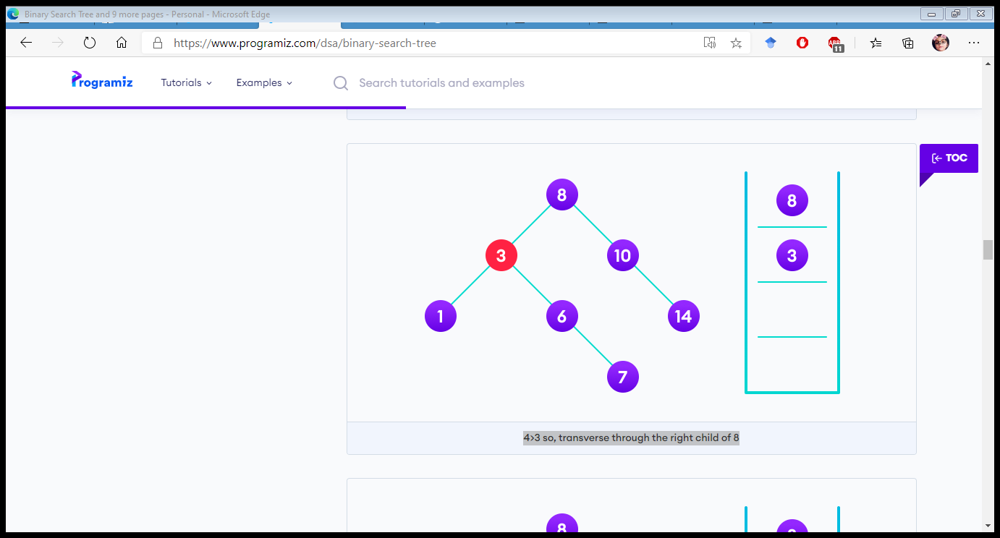 Binary Search Tree and 9 more pages - Personal - Microsoft Edge
https://www.programiz.com/dsa/binary-search-tree
11
Programiz
Tutorials
Examples
Search tutorials and examples
TOC
8
3
10
1
6
14
7
8
3
4>3 so, transverse through the right child of 8
8